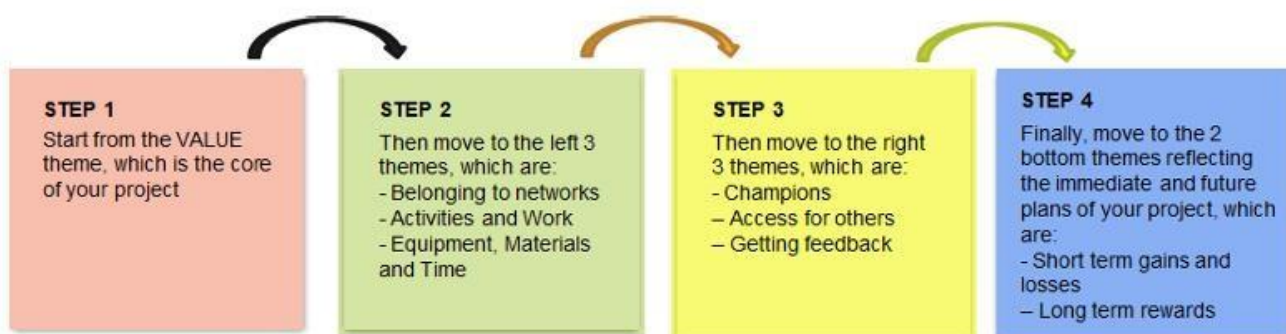 STEP 1
Start from the VALUE
theme, which is the core
of your project
STEP 2
Then move to the left 3
themes, which are:
- Belonging to networks
- Activities and Work
- Equipment, Materials
and Time
STEP 3
Then move to the right
3 themes, which are:
- Champions
– Access for others
– Getting feedback
STEP 4
Finally, move to the 2
bottom themes reflecting
the immediate and future
plans of your project, which
are:
- Short term gains and
losses
– Long term rewards